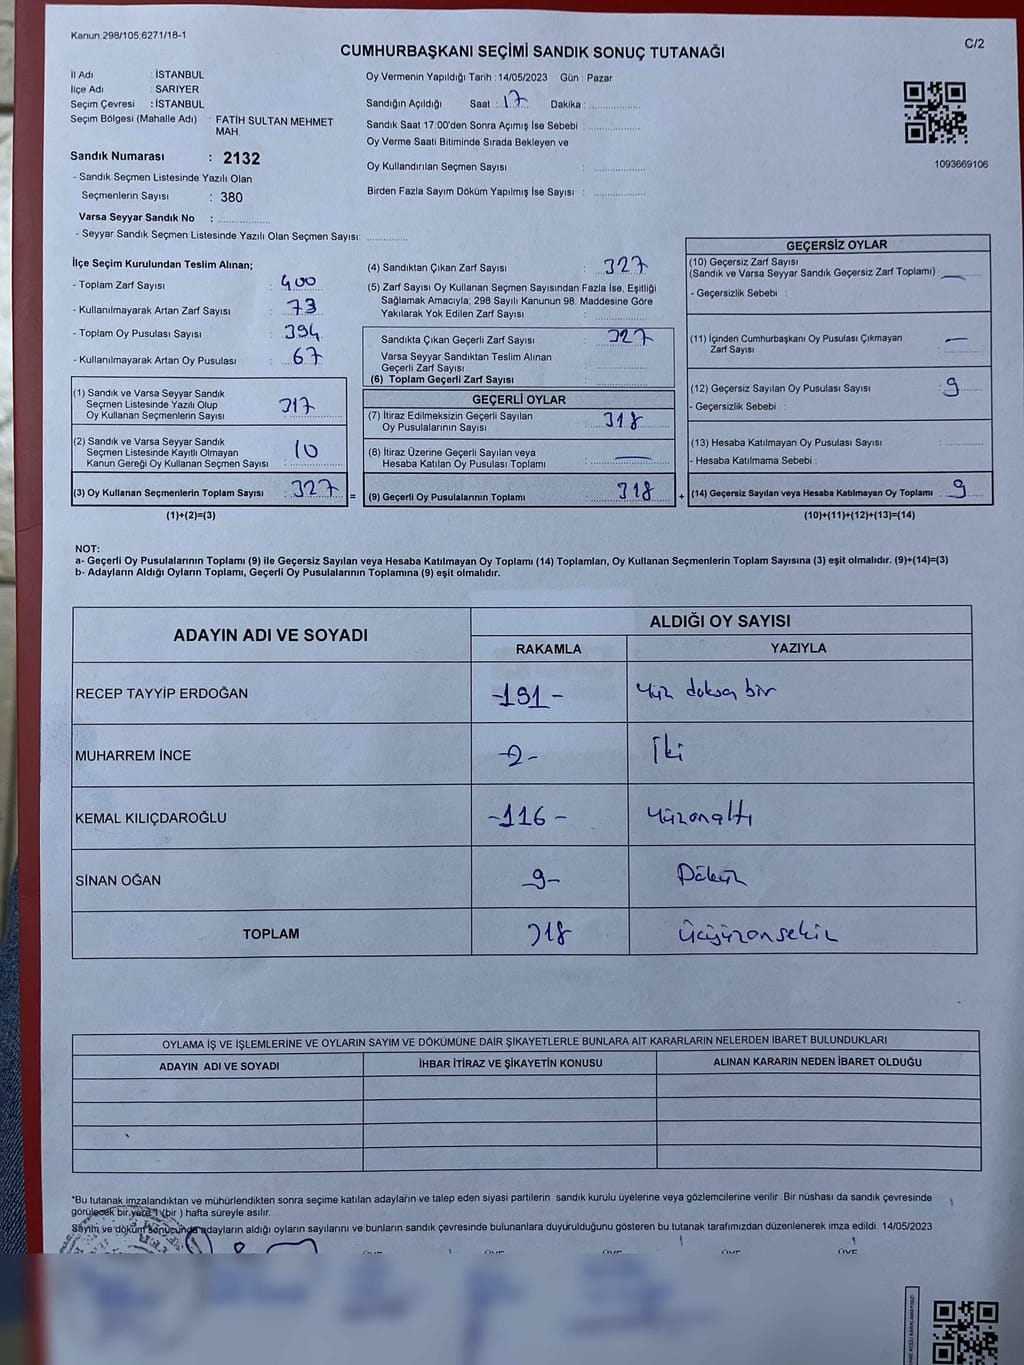 Kanun 298/105,6271/18-1
C/2
CUMHURBAŞKANI SEÇİMİ SANDIK SONUÇ TUTANAĞI
İl Adı : İSTANBUL
İlçe Adı : SARIYER
Seçim Çevresi : İSTANBUL
Seçim Bölgesi (Mahalle Adı) : FATİH SULTAN MEHMET
MAH.
Sandık Numarası : 2132
- Sandık Seçmen Listesinde Yazılı Olan
Seçmenlerin Sayısı : 380
Varsa Seyyar Sandık No :
- Seyyar Sandık Seçmen Listesinde Yazılı Olan Seçmen Sayısı:
Oy Vermenin Yapıldığı Tarih : 14/05/2023 Gün : Pazar
Sandığın Açıldığı Saat : 17 Dakika :
Sandık Saat 17:00'den Sonra Açımış İse Sebebi :
Oy Verme Saati Bitiminde Sırada Bekleyen ve
Oy Kullandırılan Seçmen Sayısı :
Birden Fazla Sayım Döküm Yapılmış İse Sayısı :
1093669106
İlçe Seçim Kurulundan Teslim Alınan;
- Toplam Zarf Sayısı : 400
- Kullanılmayarak Artan Zarf Sayısı : 73
- Toplam Oy Pusulası Sayısı : 394
- Kullanılmayarak Artan Oy Pusulası : 67
(1) Sandık ve Varsa Seyyar Sandık
Seçmen Listesinde Yazılı Olup
Oy Kullanan Seçmenlerin Sayısı : 317
(2) Sandık ve Varsa Seyyar Sandık
Seçmen Listesinde Kayıtlı Olmayan
Kanun Gereği Oy Kullanan Seçmen Sayısı : 10
(3) Oy Kullanan Seçmenlerin Toplam Sayısı : 327 =
(1)+(2)=(3)
(4) Sandıktan Çıkan Zarf Sayısı : 327
(5) Zarf Sayısı Oy Kullanan Seçmen Sayısından Fazla İse, Eşitliği
Sağlamak Amacıyla; 298 Sayılı Kanunun 98. Maddesine Göre
Yakılarak Yok Edilen Zarf Sayısı :
Sandıkta Çıkan Geçerli Zarf Sayısı : 327
Varsa Seyyar Sandıktan Teslim Alınan
Geçerli Zarf Sayısı :
(6) Toplam Geçerli Zarf Sayısı :
GEÇERLİ OYLAR
(7) İtiraz Edilmeksizin Geçerli Sayılan
Oy Pusulalarının Sayısı : 318
(8) İtiraz Üzerine Geçerli Sayılan veya
Hesaba Katılan Oy Pusulası Toplamı : —
(9) Geçerli Oy Pusulalarının Toplamı : 318 +
GEÇERSİZ OYLAR
(10) Geçersiz Zarf Sayısı
(Sandık ve Varsa Seyyar Sandık Geçersiz Zarf Toplamı) : —
- Geçersizlik Sebebi :
(11) İçinden Cumhurbaşkanı Oy Pusulası Çıkmayan
Zarf Sayısı : —
(12) Geçersiz Sayılan Oy Pusulası Sayısı : 9
- Geçersizlik Sebebi :
(13) Hesaba Katılmayan Oy Pusulası Sayısı :
- Hesaba Katılmama Sebebi :
(14) Geçersiz Sayılan veya Hesaba Katılmayan Oy Toplamı : 9
(10)+(11)+(12)+(13)=(14)
NOT:
a- Geçerli Oy Pusulalarının Toplamı (9) ile Geçersiz Sayılan veya Hesaba Katılmayan Oy Toplamı (14) Toplamları, Oy Kullanan Seçmenlerin Toplam Sayısına (3) eşit olmalıdır. (9)+(14)=(3)
b- Adayların Aldığı Oyların Toplamı, Geçerli Oy Pusulalarının Toplamına (9) eşit olmalıdır.
ADAYIN ADI VE SOYADI
ALDIĞI OY SAYISI
RAKAMLA YAZIYLA
RECEP TAYYİP ERDOĞAN -191- Yüz doksa bir
MUHARREM İNCE -2- İki
KEMAL KILIÇDAROĞLU -116- Yüzonaltı
SİNAN OĞAN -9- Dokuz
TOPLAM 318 Üçyüzonsekiz
OYLAMA İŞ VE İŞLEMLERİNE VE OYLARIN SAYIM VE DÖKÜMÜNE DAİR ŞİKAYETLERLE BUNLARA AİT KARARLARIN NELERDEN İBARET BULUNDUKLARI
ADAYIN ADI VE SOYADI İHBAR İTİRAZ VE ŞİKAYETİN KONUSU ALINAN KARARIN NEDEN İBARET OLDUĞU
*Bu tutanak imzalandıktan ve mühürlendikten sonra seçime katılan adayların ve talep eden siyasi partilerin sandık kurulu üyelerine veya gözlemcilerine verilir. Bir nüshası da sandık çevresinde
görülecek bir yere 1 (bir) hafta süreyle asılır.
Sayım ve döküm sonucunda adayların aldığı oyların sayılarını ve bunların sandık çevresinde bulunanlara duyurulduğunu gösteren bu tutanak tarafımızdan düzenlenerek imza edildi. 14/05/2023
ÜYE ÜYE ÜYE ÜYE ÜYE